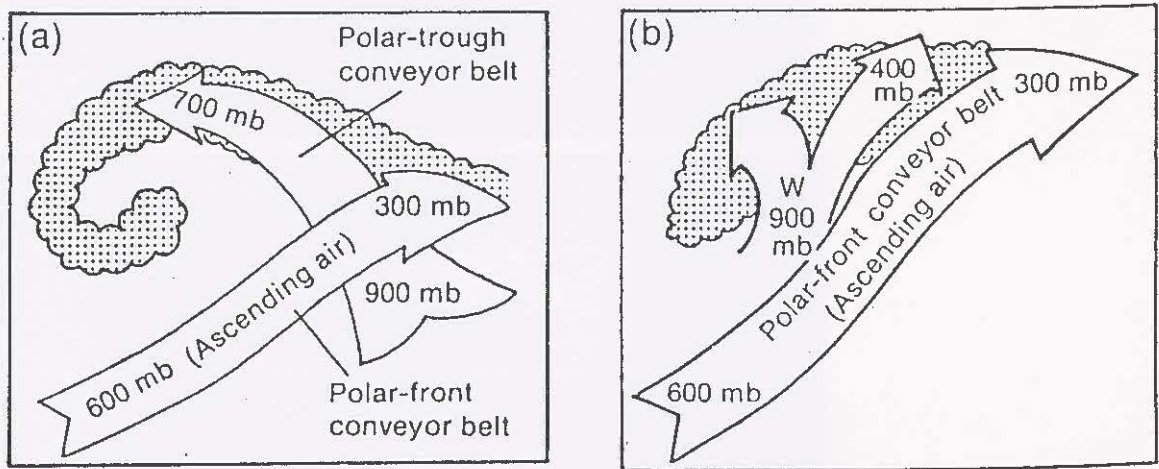 (a)
Polar-trough
conveyor belt
700 mb
300 mb
900 mb
600 mb (Ascending air)
Polar-front
conveyor belt
(b)
400
mb
300 mb
W
900
mb
Polar-front conveyor belt
(Ascending air)
600 mb